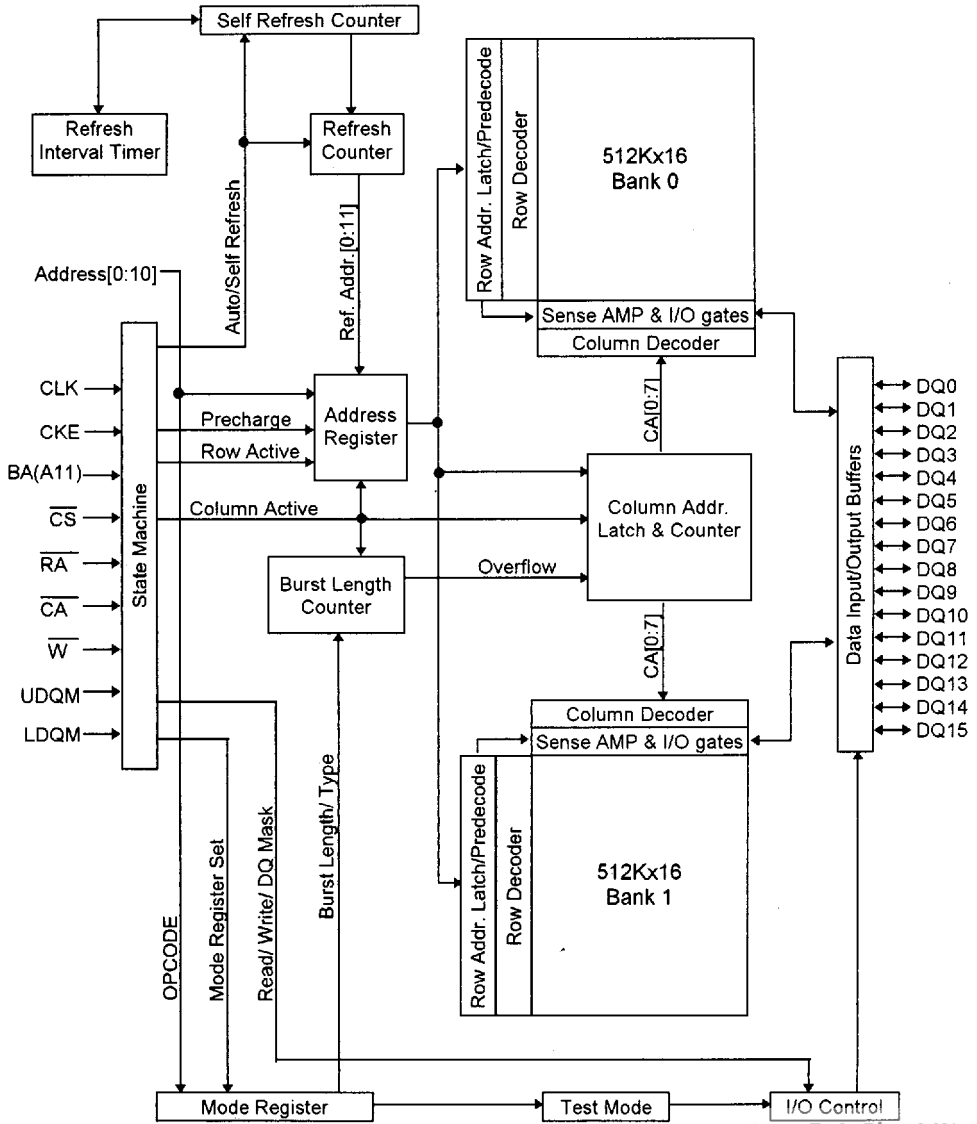 Self Refresh Counter
Refresh
Interval Timer
Refresh
Counter
Row Addr. Latch/Predecode
Row Decoder
512Kx16
Bank 0
Auto/Self Refresh
Ref. Addr.[0:11]
Address[0:10]
Sense AMP & I/O gates
Column Decoder
CLK
CKE
BA(A11)
CS
RA
CA
W
UDQM
LDQM
State Machine
Precharge
Row Active
Column Active
Address
Register
CA[0:7]
Column Addr.
Latch & Counter
Overflow
Burst Length
Counter
CA[0:7]
Data Input/Output Buffers
DQ0
DQ1
DQ2
DQ3
DQ4
DQ5
DQ6
DQ7
DQ8
DQ9
DQ10
DQ11
DQ12
DQ13
DQ14
DQ15
Column Decoder
Sense AMP & I/O gates
Row Addr. Latch/Predecode
Row Decoder
512Kx16
Bank 1
OPCODE
Mode Register Set
Read/ Write/ DQ Mask
Burst Length/ Type
Mode Register
Test Mode
I/O Control